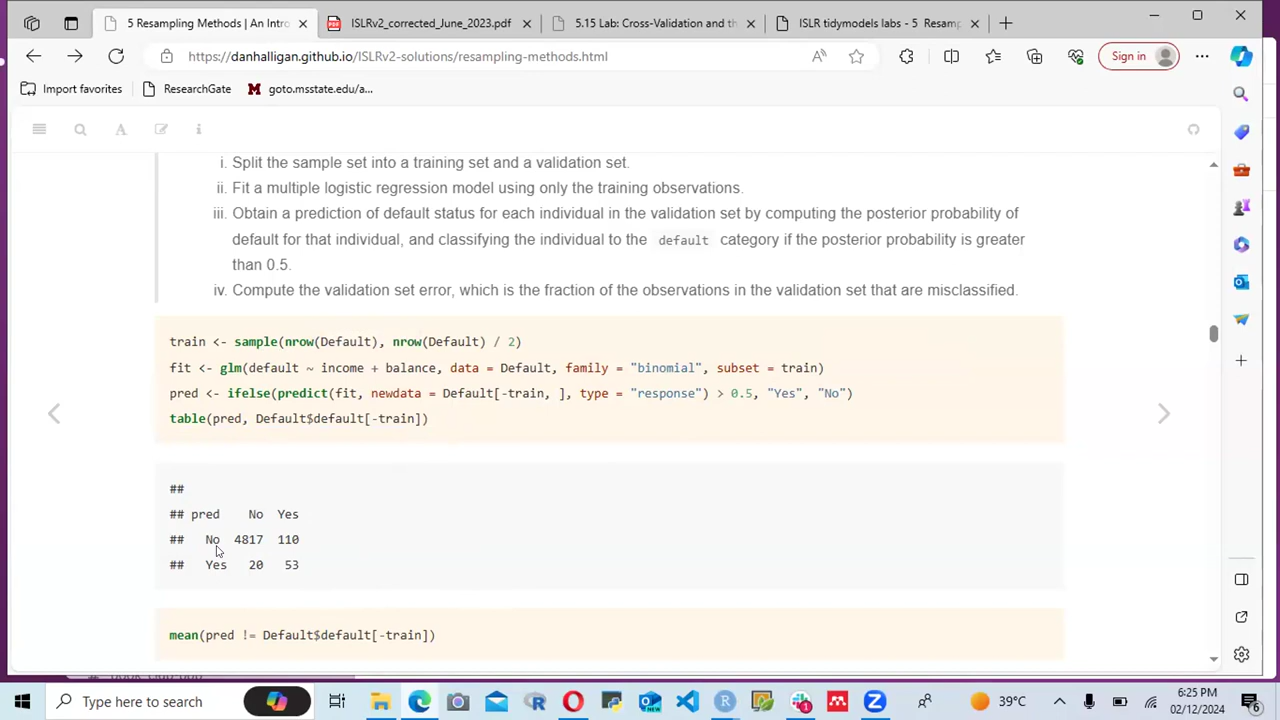 5 Resampling Methods | An Intro
ISLRv2_corrected_June_2023.pdf
5.15 Lab: Cross-Validation and th
ISLR tidymodels labs - 5 Resamp
https://danhalligan.github.io/ISLRv2-solutions/resampling-methods.html
Sign in
Import favorites
ResearchGate
goto.msstate.edu/a...
i. Split the sample set into a training set and a validation set.
ii. Fit a multiple logistic regression model using only the training observations.
iii. Obtain a prediction of default status for each individual in the validation set by computing the posterior probability of
default for that individual, and classifying the individual to the default category if the posterior probability is greater
than 0.5.
iv. Compute the validation set error, which is the fraction of the observations in the validation set that are misclassified.
train <- sample(nrow(Default), nrow(Default) / 2)
fit <- glm(default ~ income + balance, data = Default, family = "binomial", subset = train)
pred <- ifelse(predict(fit, newdata = Default[-train, ], type = "response") > 0.5, "Yes", "No")
table(pred, Default$default[-train])
##
## pred No Yes
## No 4817 110
## Yes 20 53
mean(pred != Default$default[-train])
Type here to search
39°C
6:25 PM
02/12/2024
6